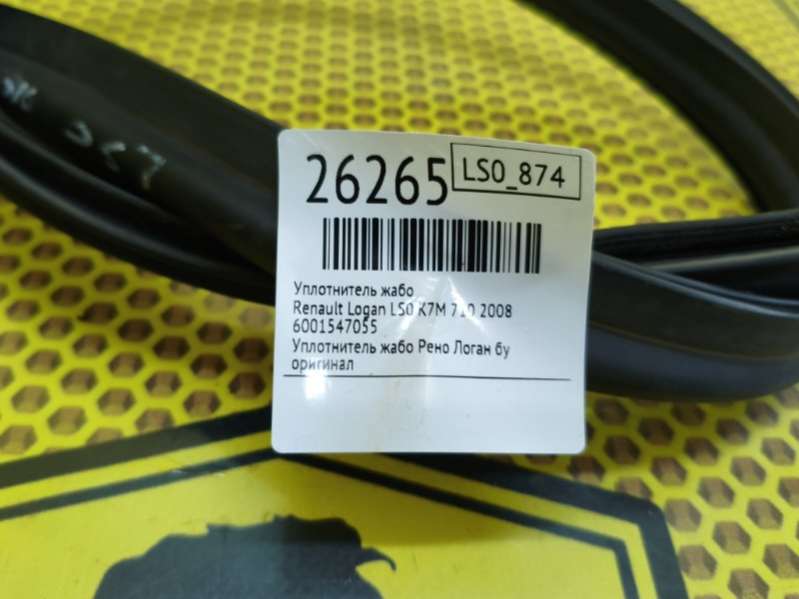 26265
LS0_874
Уплотнитель жабо
Renault Logan LS0 K7M 710 2008
6001547055
Уплотнитель жабо Рено Логан бу
оригинал